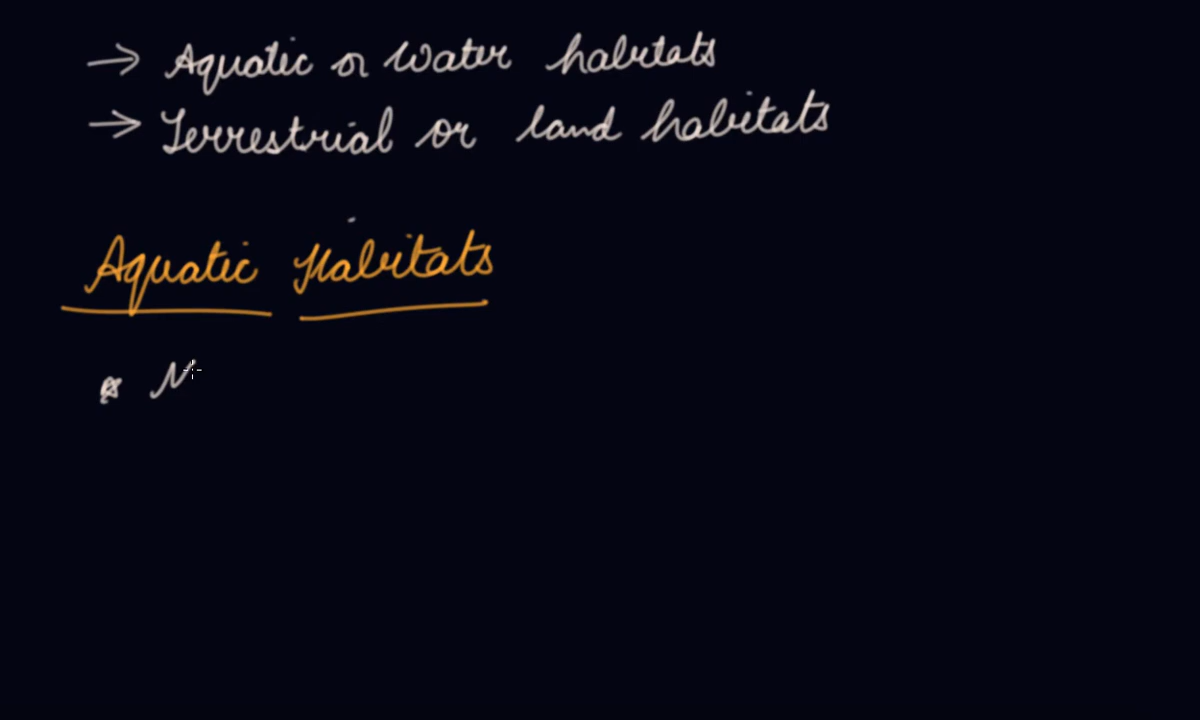 → Aquatic or Water habitats
→ Terrestrial or land habitats
Aquatic Habitats